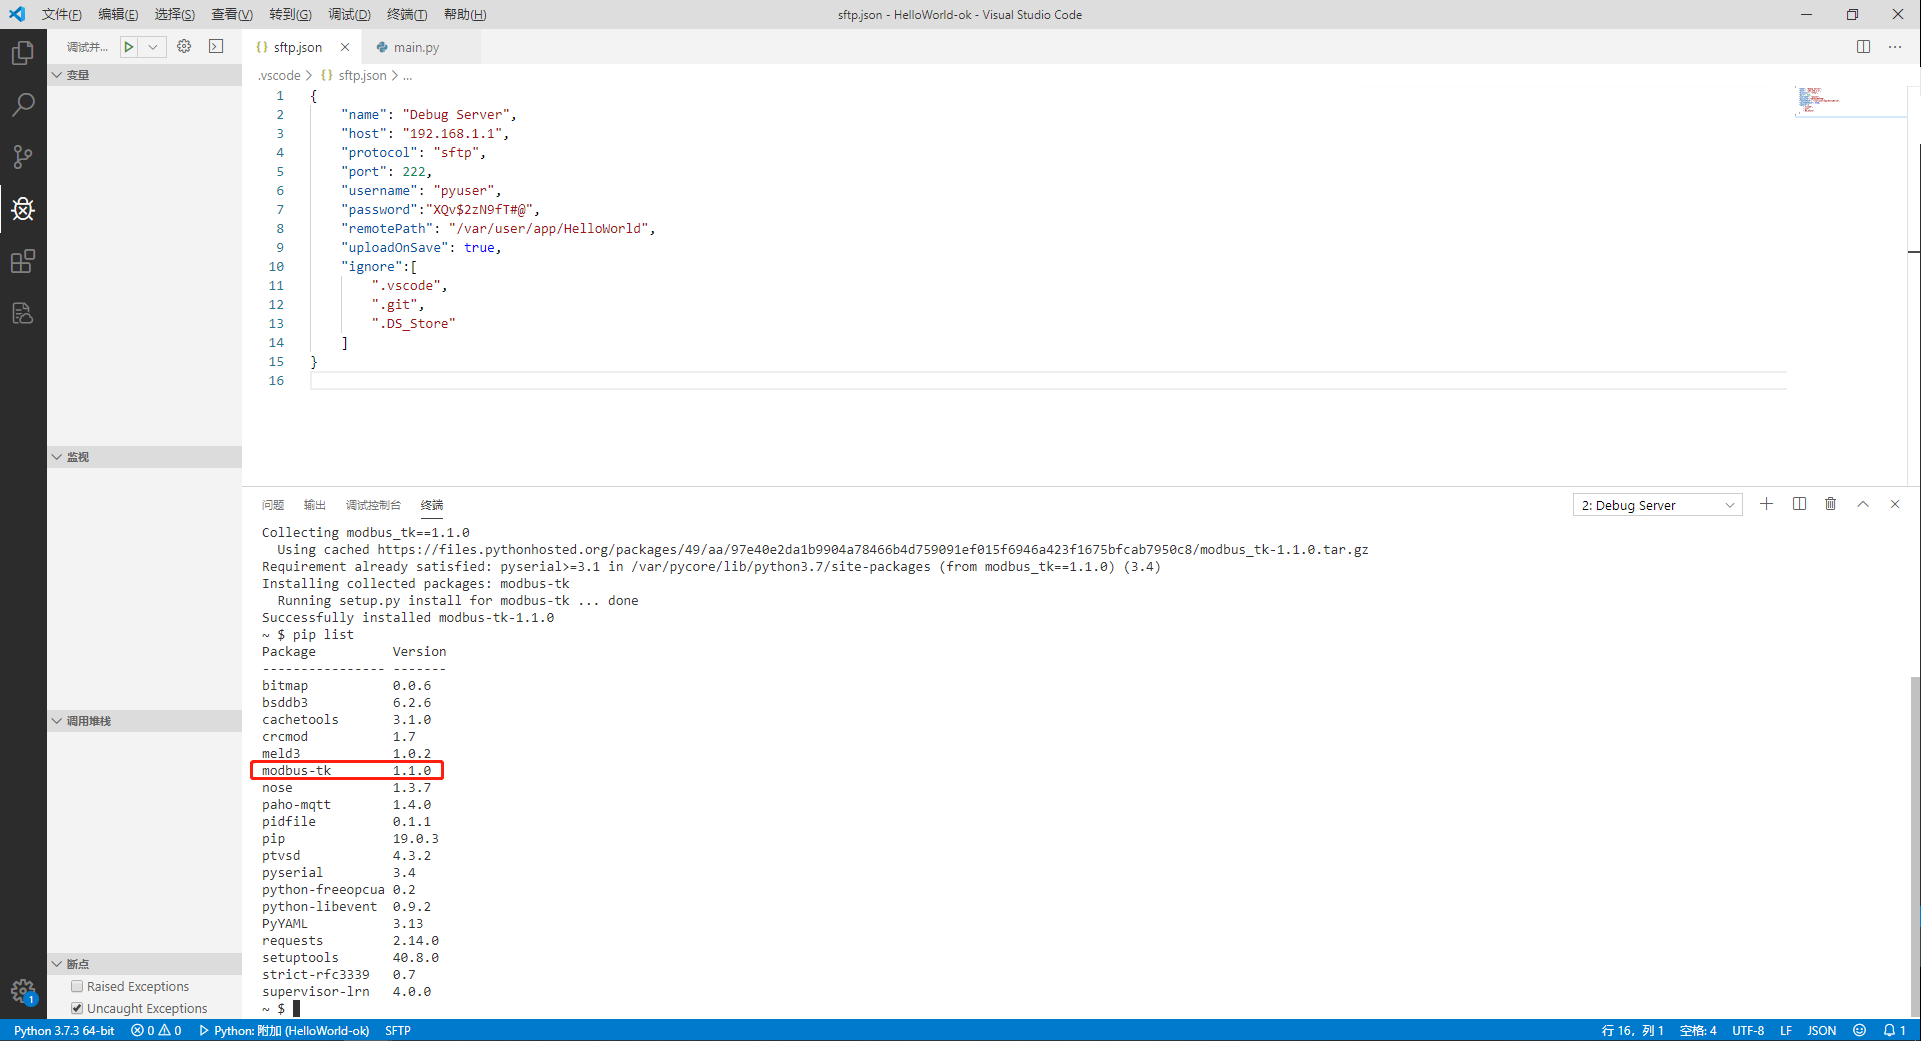 文件(F) 编辑(E) 选择(S) 查看(V) 转到(G) 调试(D) 终端(T) 帮助(H) sftp.json - HelloWorld-ok - Visual Studio Code
调试并...
{} sftp.json main.py
变量
.vscode > {} sftp.json > ...
1 {
2 "name": "Debug Server",
3 "host": "192.168.1.1",
4 "protocol": "sftp",
5 "port": 222,
6 "username": "pyuser",
7 "password":"XQv$2zN9fT#@",
8 "remotePath": "/var/user/app/HelloWorld",
9 "uploadOnSave": true,
10 "ignore":[
11 ".vscode",
12 ".git",
13 ".DS_Store"
14 ]
15 }
16
监视
调用堆栈
断点
Raised Exceptions
Uncaught Exceptions
问题 输出 调试控制台 终端 2: Debug Server
Collecting modbus_tk==1.1.0
Using cached https://files.pythonhosted.org/packages/49/aa/97e40e2da1b9904a78466b4d759091ef015f6946a423f1675bfcab7950c8/modbus_tk-1.1.0.tar.gz
Requirement already satisfied: pyserial>=3.1 in /var/pycore/lib/python3.7/site-packages (from modbus_tk==1.1.0) (3.4)
Installing collected packages: modbus-tk
Running setup.py install for modbus-tk ... done
Successfully installed modbus-tk-1.1.0
~ $ pip list
Package Version
---------------- -------
bitmap 0.0.6
bsddb3 6.2.6
cachetools 3.1.0
crcmod 1.7
meld3 1.0.2
modbus-tk 1.1.0
nose 1.3.7
paho-mqtt 1.4.0
pidfile 0.1.1
pip 19.0.3
ptvsd 4.3.2
pyserial 3.4
python-freeopcua 0.2
python-libevent 0.9.2
PyYAML 3.13
requests 2.14.0
setuptools 40.8.0
strict-rfc3339 0.7
supervisor-lrn 4.0.0
~ $
1
Python 3.7.3 64-bit 0 0 Python: 附加 (HelloWorld-ok) SFTP 行 16, 列 1 空格: 4 UTF-8 LF JSON 1